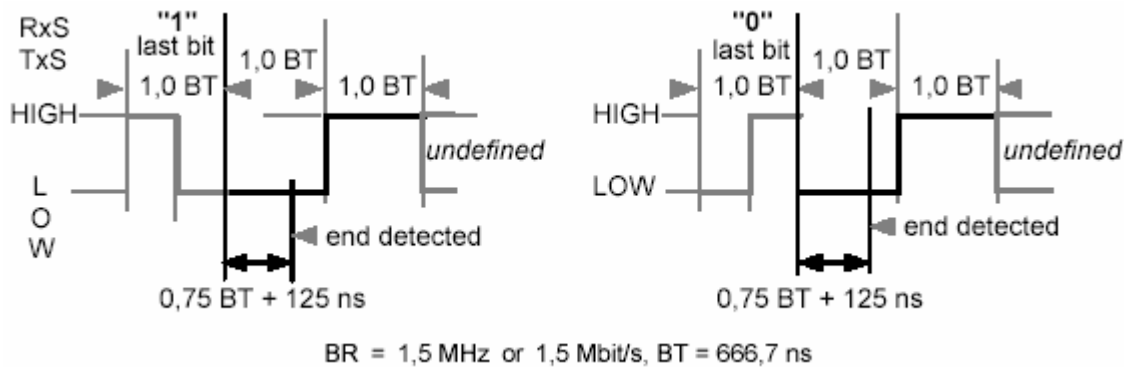 RxS
TxS
"1"
last bit
1,0 BT
1,0 BT
1,0 BT
HIGH
undefined
L
O
W
end detected
0,75 BT + 125 ns
"0"
last bit
1,0 BT
1,0 BT
1,0 BT
HIGH
undefined
LOW
end detected
0,75 BT + 125 ns
BR = 1,5 MHz or 1,5 Mbit/s, BT = 666,7 ns